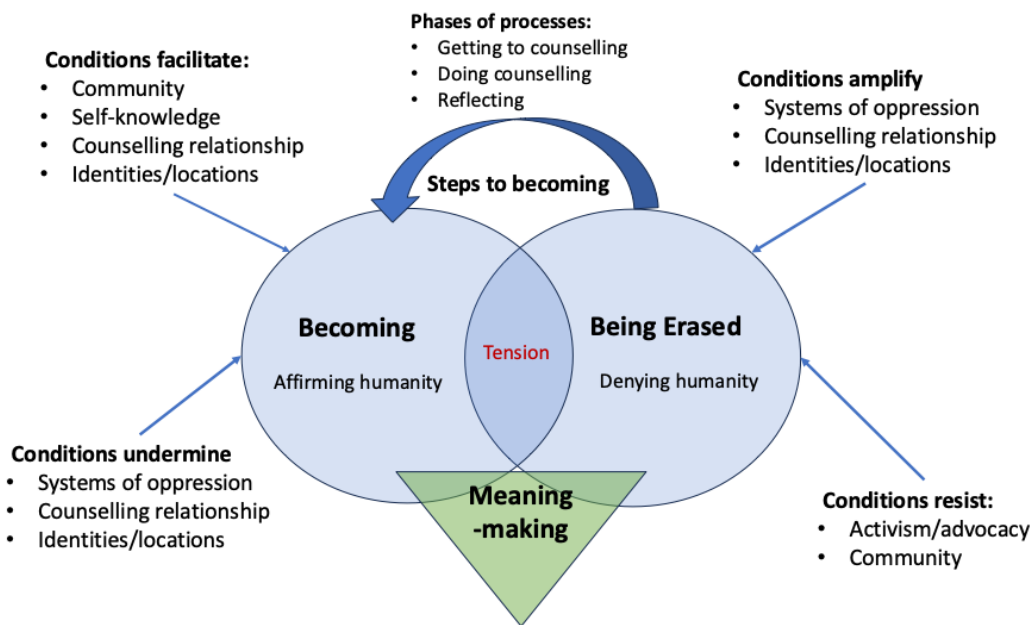 Phases of processes:
• Getting to counselling
• Doing counselling
• Reflecting
Conditions facilitate:
• Community
• Self-knowledge
• Counselling relationship
• Identities/locations
Conditions amplify
• Systems of oppression
• Counselling relationship
• Identities/locations
Steps to becoming
Becoming
Affirming humanity
Tension
Being Erased
Denying humanity
Conditions undermine
• Systems of oppression
• Counselling relationship
• Identities/locations
Meaning
-making
Conditions resist:
• Activism/advocacy
• Community